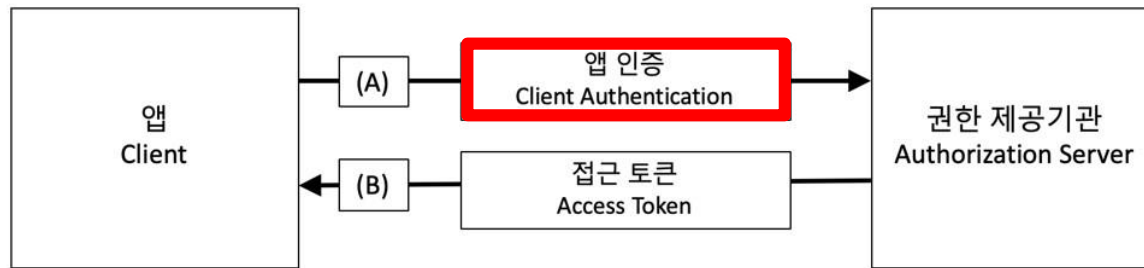 앱
Client
(A)
앱 인증
Client Authentication
(B)
접근 토큰
Access Token
권한 제공기관
Authorization Server